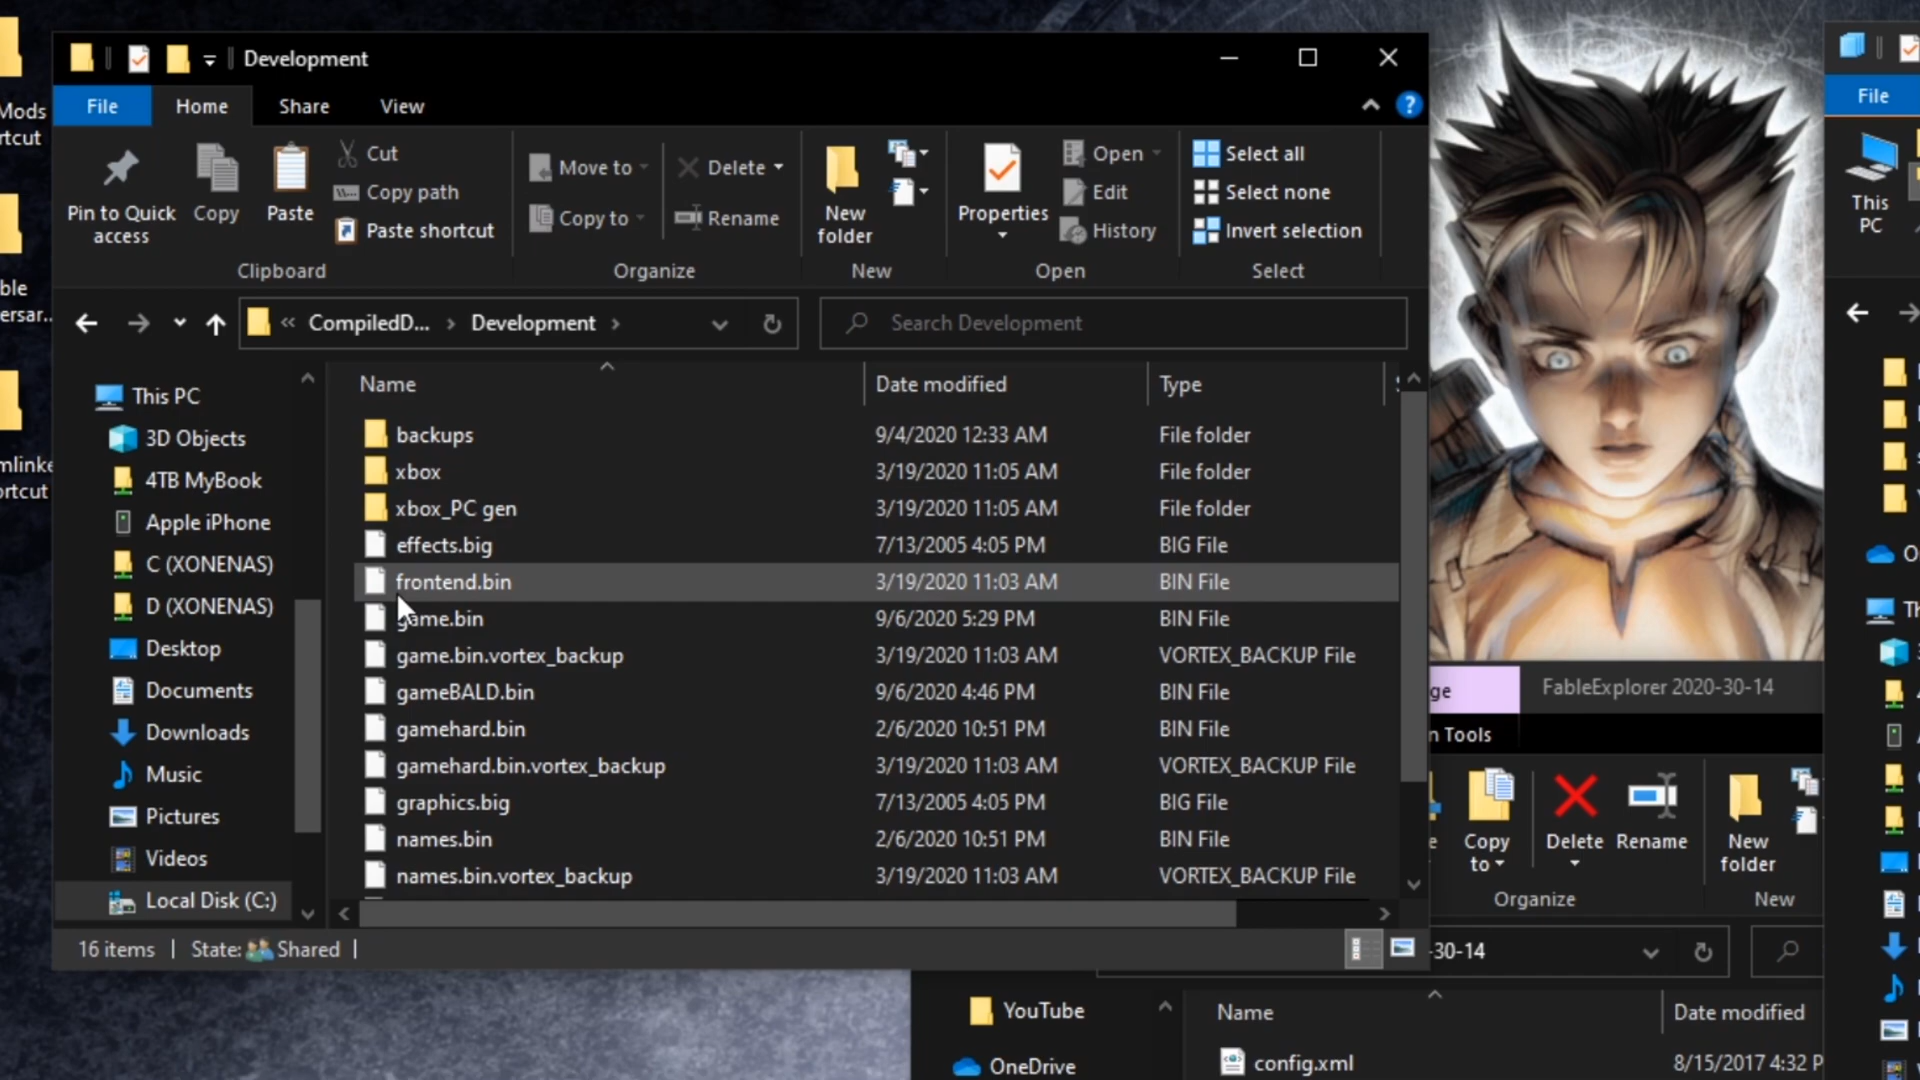 Mods
rtcut
ble
ersar...
mlinke
ortcut
Development
File
Home
Share
View
Pin to Quick
access
Copy
Paste
Cut
Copy path
Paste shortcut
Clipboard
Move to
Copy to
Delete
Rename
Organize
New
folder
New
Properties
Open
Edit
History
Open
Select all
Select none
Invert selection
Select
« CompiledD... › Development ›
Search Development
This PC
3D Objects
4TB MyBook
Apple iPhone
C (XONENAS)
D (XONENAS)
Desktop
Documents
Downloads
Music
Pictures
Videos
Local Disk (C:)
Name Date modified Type
backups 9/4/2020 12:33 AM File folder
xbox 3/19/2020 11:05 AM File folder
xbox_PC gen 3/19/2020 11:05 AM File folder
effects.big 7/13/2005 4:05 PM BIG File
frontend.bin 3/19/2020 11:03 AM BIN File
game.bin 9/6/2020 5:29 PM BIN File
game.bin.vortex_backup 3/19/2020 11:03 AM VORTEX_BACKUP File
gameBALD.bin 9/6/2020 4:46 PM BIN File
gamehard.bin 2/6/2020 10:51 PM BIN File
gamehard.bin.vortex_backup 3/19/2020 11:03 AM VORTEX_BACKUP File
graphics.big 7/13/2005 4:05 PM BIG File
names.bin 2/6/2020 10:51 PM BIN File
names.bin.vortex_backup 3/19/2020 11:03 AM VORTEX_BACKUP File
16 items | State: Shared |
ge
FableExplorer 2020-30-14
n Tools
Copy
to
Delete
Rename
Organize
New
folder
New
-30-14
YouTube
OneDrive
Name Date modified
config.xml 8/15/2017 4:32 P
File
This
PC